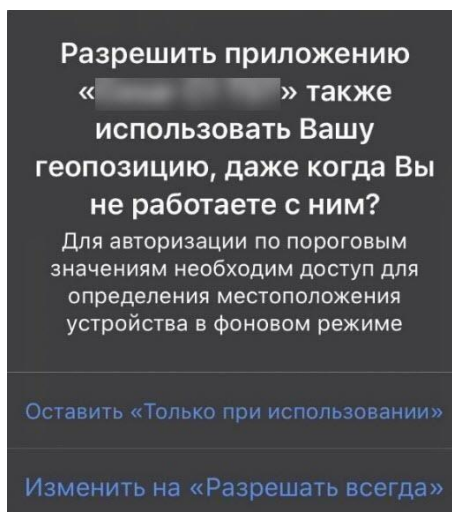 Разрешить приложению
«» также
использовать Вашу
геопозицию, даже когда Вы
не работаете с ним?
Для авторизации по пороговым
значениям необходим доступ для
определения местоположения
устройства в фоновом режиме
Оставить «Только при использовании»
Изменить на «Разрешать всегда»